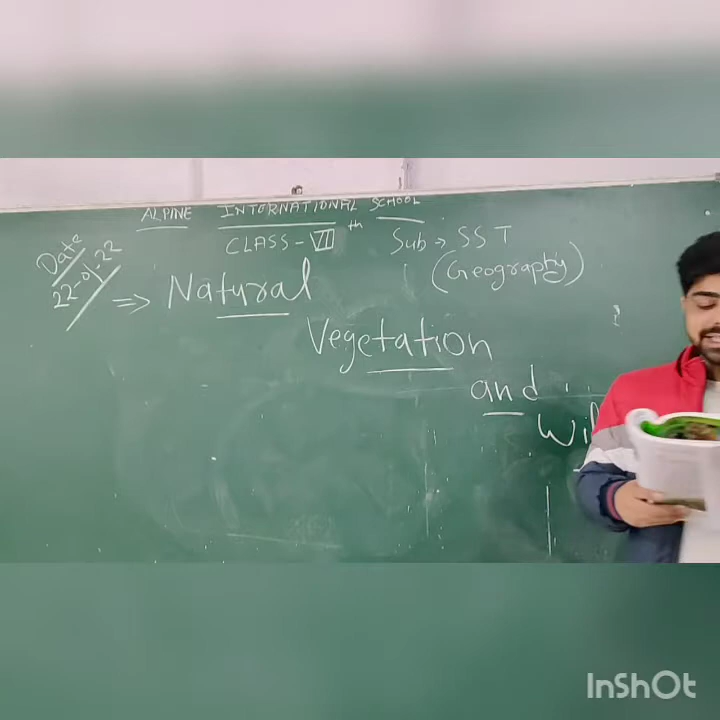 ALPINE INTERNATIONAL SCHOOL
Date
22-01-22
CLASS - VII th
Sub → SST
(Geography)
⇒ Natural
Vegetation
and
InShOt